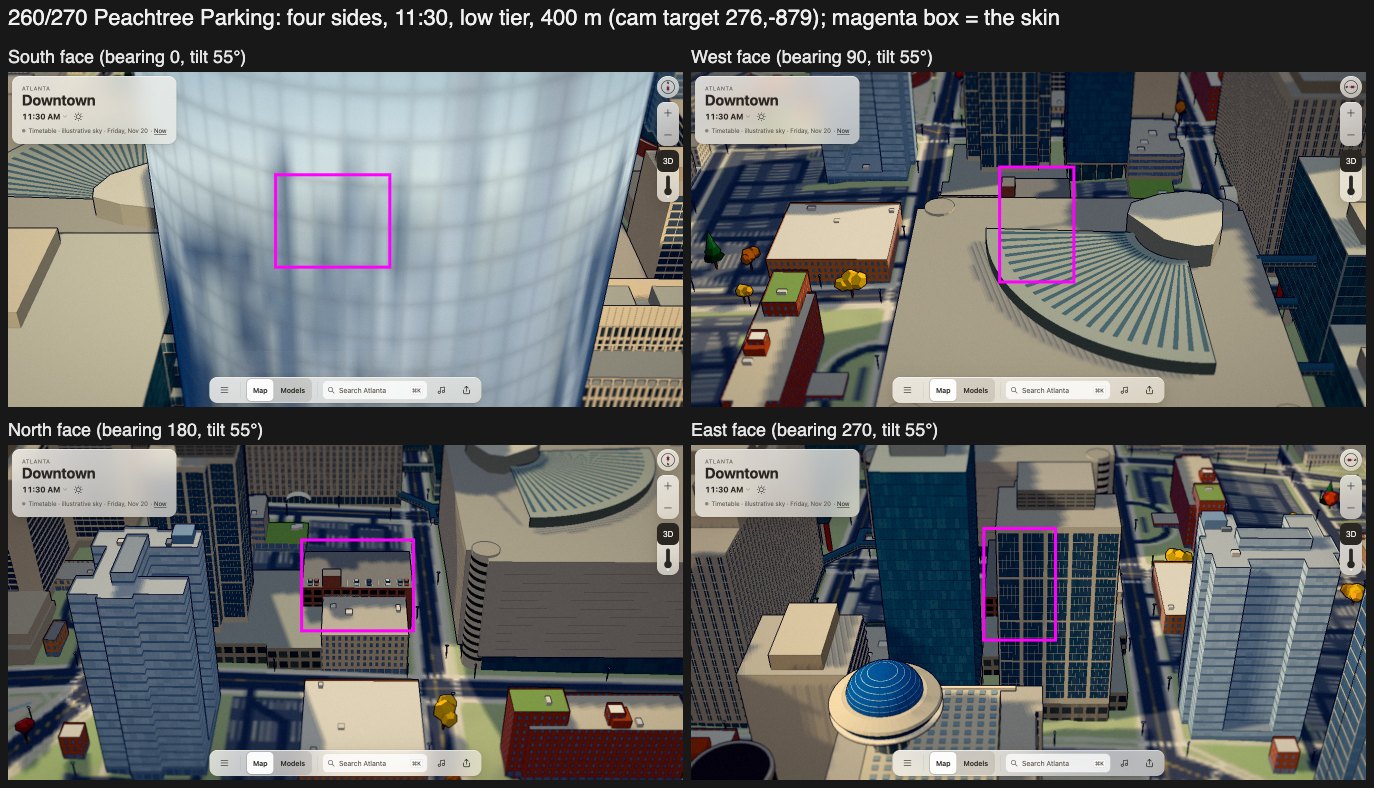 260/270 Peachtree Parking: four sides, 11:30, low tier, 400 m (cam target 276,-879); magenta box = the skin
South face (bearing 0, tilt 55°)
West face (bearing 90, tilt 55°)
ATLANTA
Downtown
11:30 AM
Timetable · illustrative sky · Friday, Nov 20 · Now
+
−
3D
Map
Models
Search Atlanta
⌘K
ATLANTA
Downtown
11:30 AM
Timetable · illustrative sky · Friday, Nov 20 · Now
+
−
3D
Map
Models
Search Atlanta
⌘K
North face (bearing 180, tilt 55°)
East face (bearing 270, tilt 55°)
ATLANTA
Downtown
11:30 AM
Timetable · illustrative sky · Friday, Nov 20 · Now
+
−
3D
Map
Models
Search Atlanta
⌘K
ATLANTA
Downtown
11:30 AM
Timetable · illustrative sky · Friday, Nov 20 · Now
+
−
3D
Map
Models
Search Atlanta
⌘K